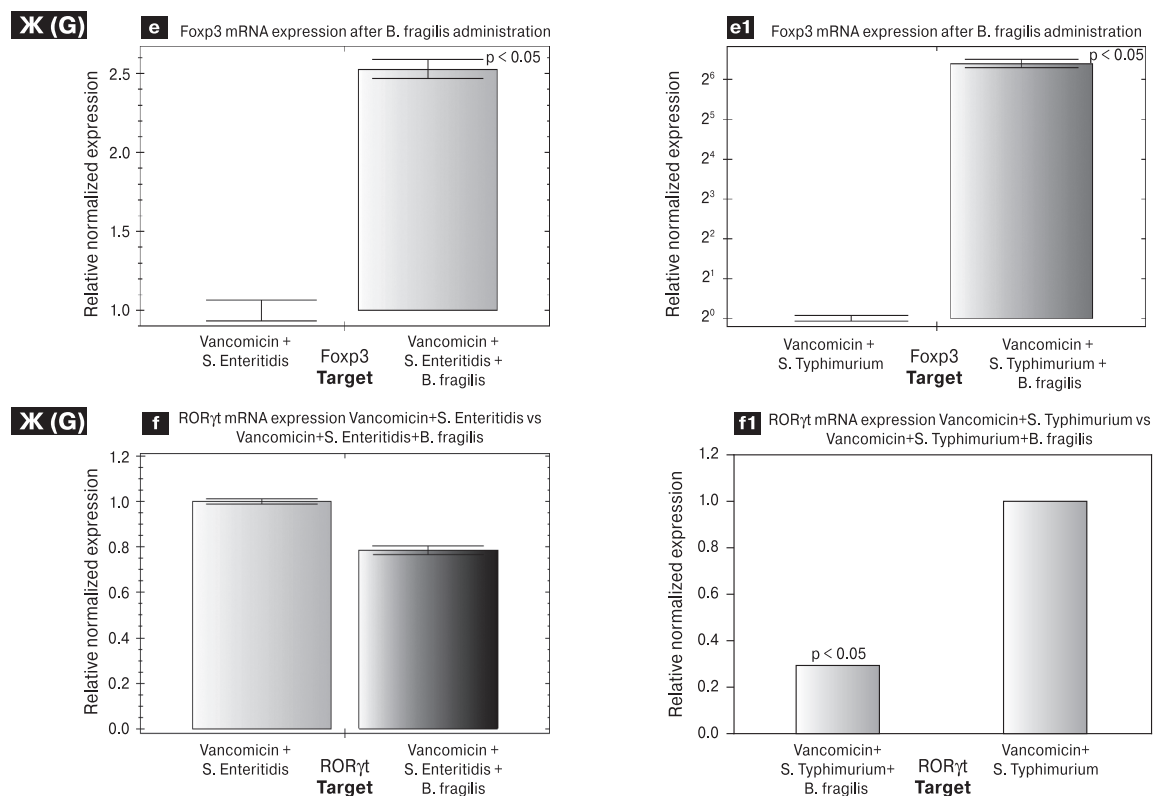 Ж (G)
e
Foxp3 mRNA expression after B. fragilis administration
p < 0.05
Relative normalized expression
2.5
2.0
1.5
1.0
Vancomicin +
S. Enteritidis
Foxp3
Target
Vancomicin +
S. Enteritidis +
B. fragilis
e1
Foxp3 mRNA expression after B. fragilis administration
p < 0.05
Relative normalized expression
2⁶
2⁵
2⁴
2³
2²
2¹
2⁰
Vancomicin +
S. Typhimurium
Foxp3
Target
Vancomicin +
S. Typhimurium +
B. fragilis
Ж (G)
f
RORγt mRNA expression Vancomicin+S. Enteritidis vs
Vancomicin+S. Enteritidis+B. fragilis
Relative normalized expression
1.2
1.0
0.8
0.6
0.4
0.2
0.0
Vancomicin +
S. Enteritidis
RORγt
Target
Vancomicin +
S. Enteritidis +
B. fragilis
f1
RORγt mRNA expression Vancomicin+S. Typhimurium vs
Vancomicin+S. Typhimurium+B. fragilis
Relative normalized expression
1.2
1.0
0.8
0.6
0.4
0.2
0.0
p < 0.05
Vancomicin+
S. Typhimurium+
B. fragilis
RORγt
Target
Vancomicin+
S. Typhimurium